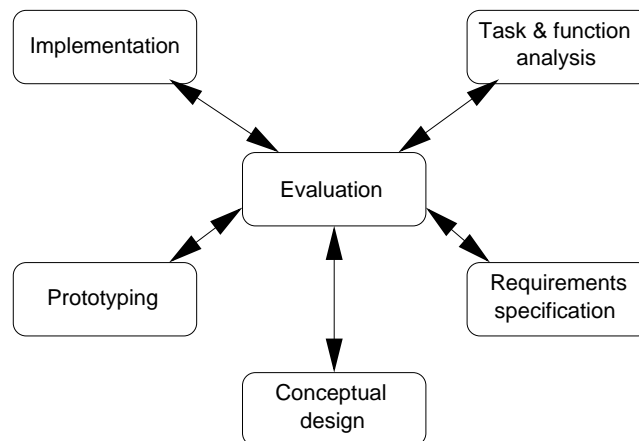 Implementation
Task & function
analysis
Evaluation
Prototyping
Requirements
specification
Conceptual
design